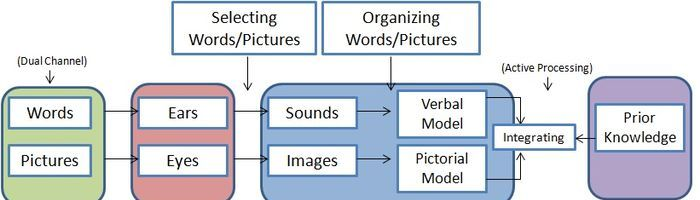 Selecting
Words/Pictures
Organizing
Words/Pictures
(Dual Channel)
(Active Processing)
Words
Ears
Sounds
Verbal
Model
Integrating
Prior
Knowledge
Pictures
Eyes
Images
Pictorial
Model